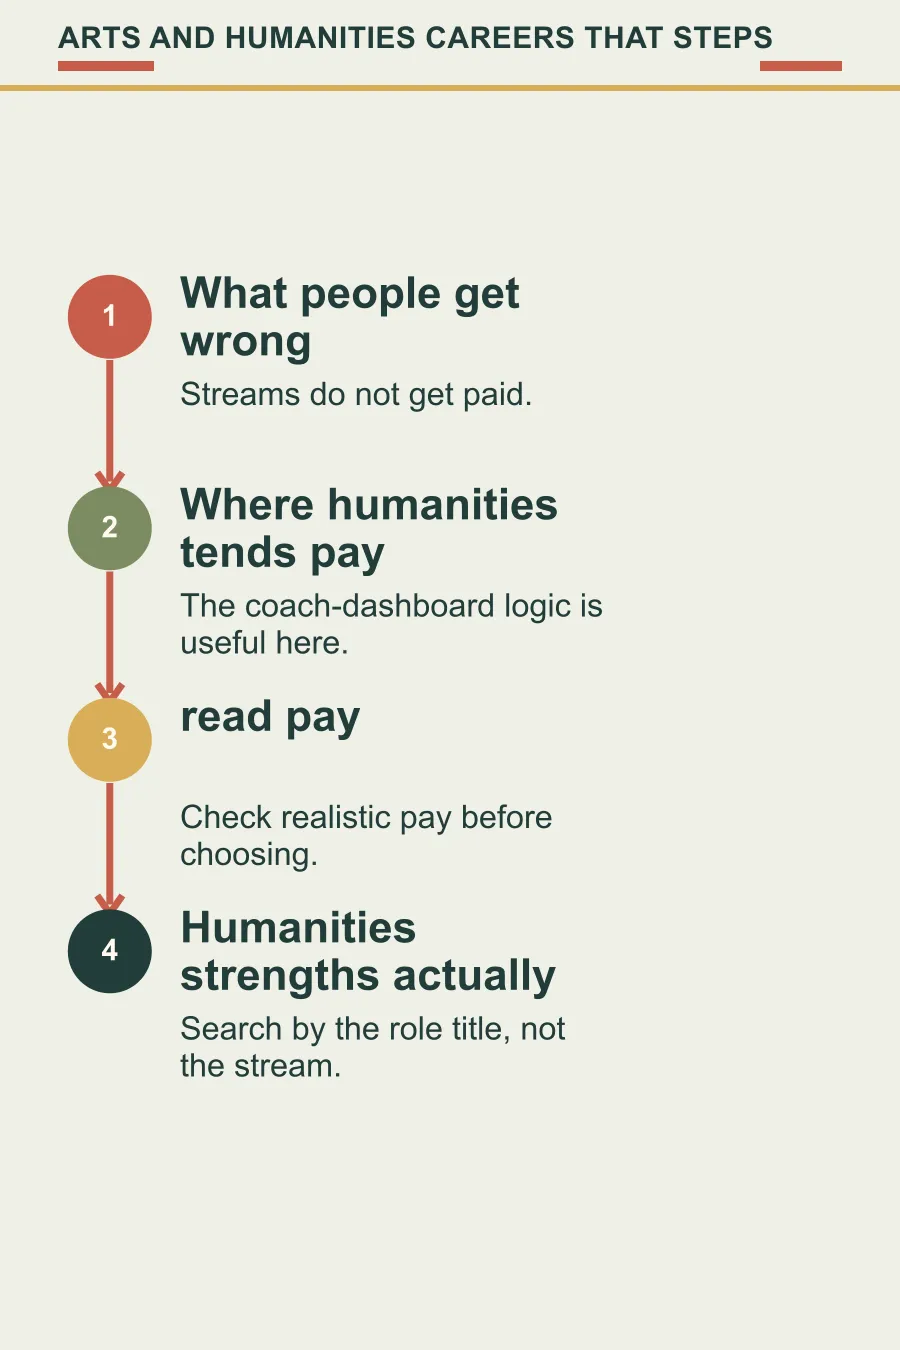 ARTS AND HUMANITIES CAREERS THAT STEPS
1
What people get
wrong
Streams do not get paid.
2
Where humanities
tends pay
The coach-dashboard logic is
useful here.
3
read pay
Check realistic pay before
choosing.
4
Humanities
strengths actually
Search by the role title, not
the stream.